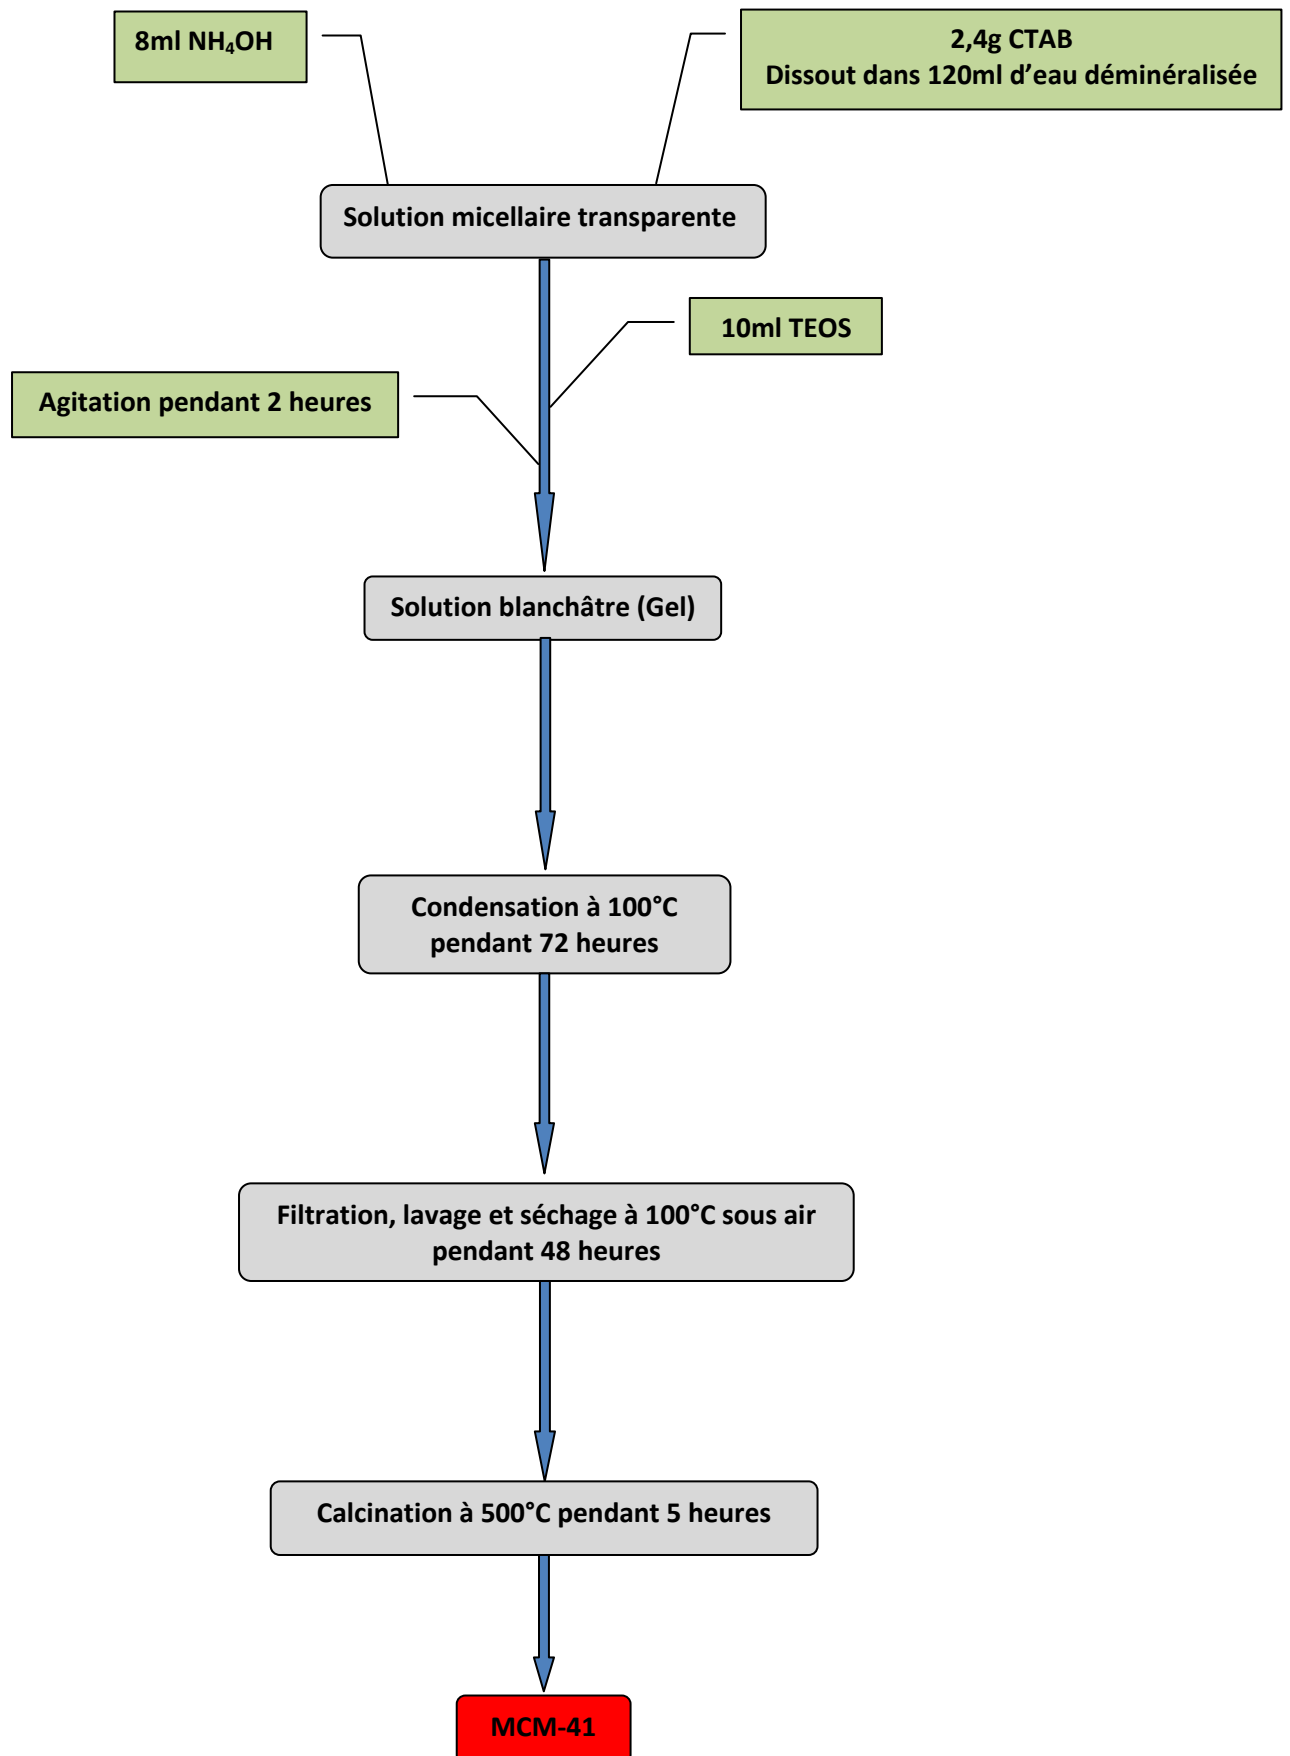 8ml NH₄OH
2,4g CTAB
Dissout dans 120ml d’eau déminéralisée
Solution micellaire transparente
10ml TEOS
Agitation pendant 2 heures
Solution blanchâtre (Gel)
Condensation à 100°C
pendant 72 heures
Filtration, lavage et séchage à 100°C sous air
pendant 48 heures
Calcination à 500°C pendant 5 heures
MCM-41